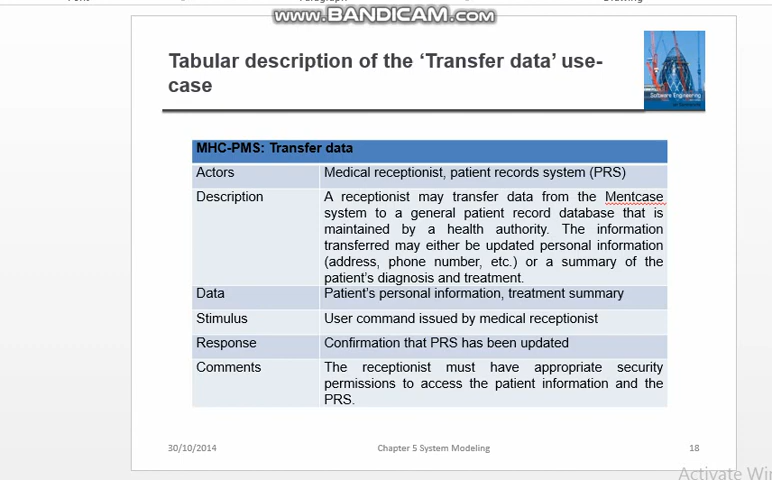 www.BANDICAM.com
Tabular description of the ‘Transfer data’ use-
case
Software Engineering
MHC-PMS: Transfer data
Actors Medical receptionist, patient records system (PRS)
Description A receptionist may transfer data from the Mentcase
system to a general patient record database that is
maintained by a health authority. The information
transferred may either be updated personal information
(address, phone number, etc.) or a summary of the
patient’s diagnosis and treatment.
Data Patient’s personal information, treatment summary
Stimulus User command issued by medical receptionist
Response Confirmation that PRS has been updated
Comments The receptionist must have appropriate security
permissions to access the patient information and the
PRS.
30/10/2014 Chapter 5 System Modeling 18
Activate Win